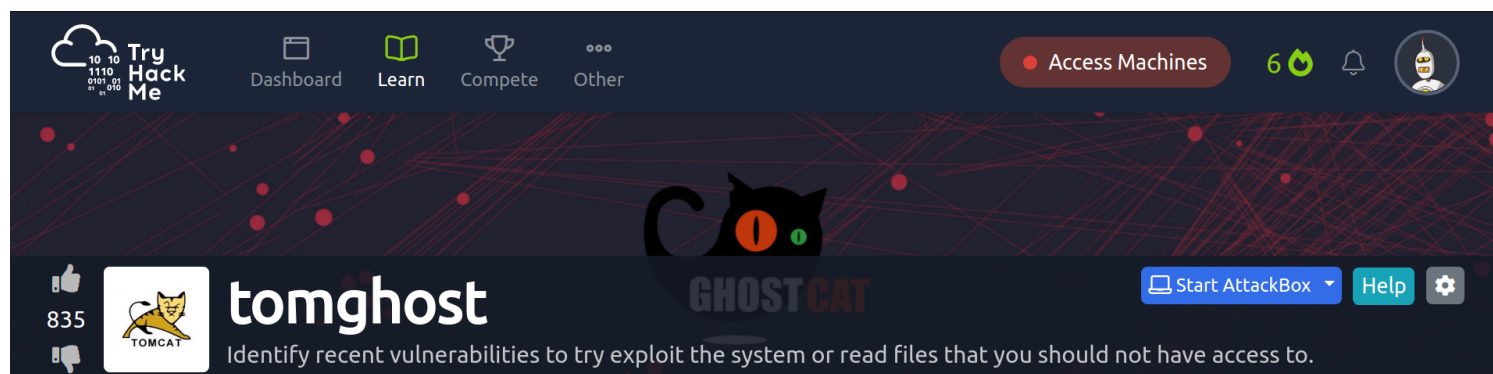 Try
Hack
Me
10 10
1110
0101 01
01 01 010
Dashboard
Learn
Compete
Other
Access Machines
6
GHOSTCAT
835
TOMCAT
tomghost
Start AttackBox
Help
Identify recent vulnerabilities to try exploit the system or read files that you should not have access to.